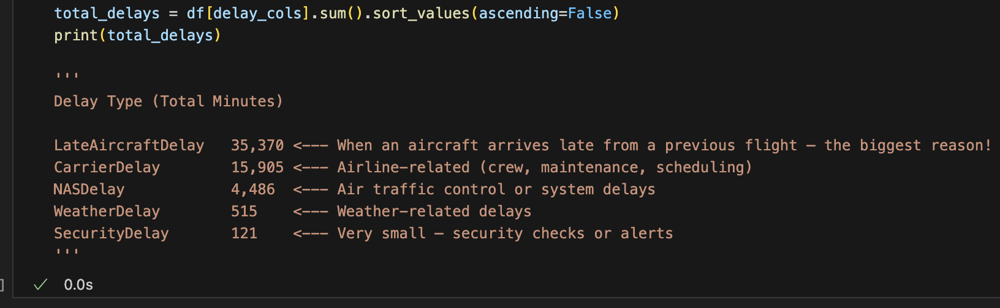 total_delays = df[delay_cols].sum().sort_values(ascending=False)
print(total_delays)
'''
Delay Type (Total Minutes)
LateAircraftDelay   35,370 <--- When an aircraft arrives late from a previous flight – the biggest reason!
CarrierDelay        15,905 <--- Airline-related (crew, maintenance, scheduling)
NASDelay            4,486  <--- Air traffic control or system delays
WeatherDelay        515    <--- Weather-related delays
SecurityDelay       121    <--- Very small – security checks or alerts
'''
] ✓ 0.0s